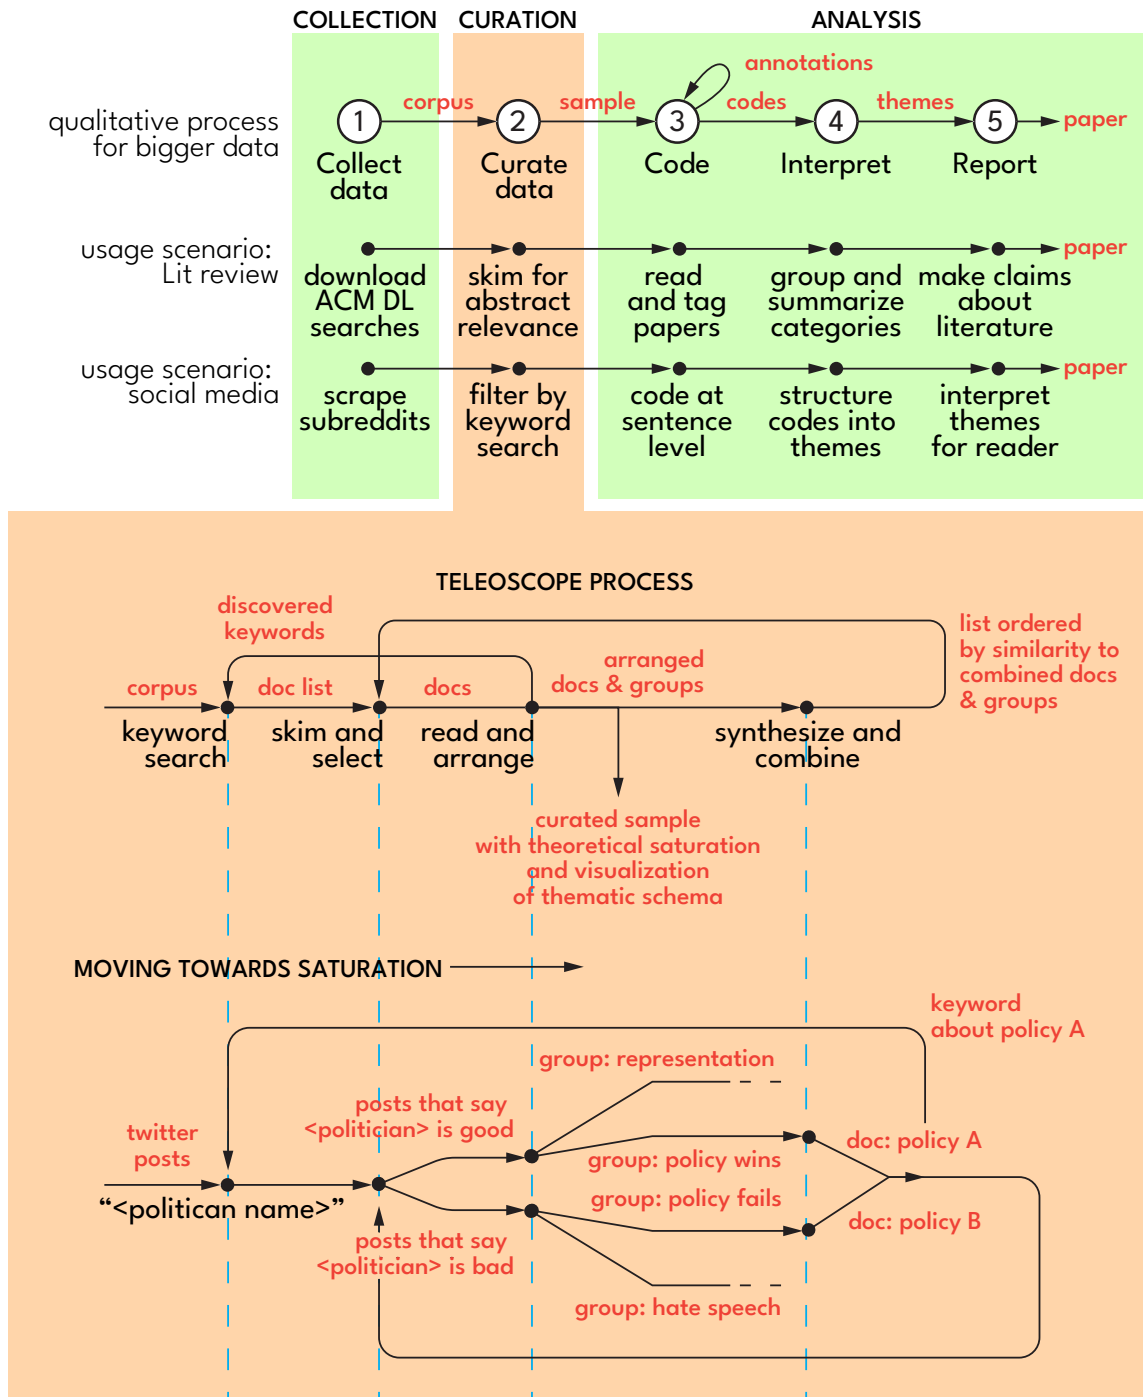 COLLECTION CURATION ANALYSIS
annotations
corpus sample codes themes
qualitative process
for bigger data
1 2 3 4 5 paper
Collect
data
Curate
data
Code
Interpret
Report
usage scenario:
Lit review
paper
download
ACM DL
searches
skim for
abstract
relevance
read
and tag
papers
group and
summarize
categories
make claims
about
literature
usage scenario:
social media
paper
scrape
subreddits
filter by
keyword
search
code at
sentence
level
structure
codes into
themes
interpret
themes
for reader
TELEOSCOPE PROCESS
discovered
keywords
list ordered
by similarity to
combined docs
& groups
arranged
docs & groups
corpus doc list docs
keyword
search
skim and
select
read and
arrange
synthesize and
combine
curated sample
with theoretical saturation
and visualization
of thematic schema
MOVING TOWARDS SATURATION
keyword
about policy A
group: representation
posts that say
<politician> is good
twitter
posts
doc: policy A
group: policy wins
group: policy fails
"<politican name>"
doc: policy B
posts that say
<politician> is bad
group: hate speech